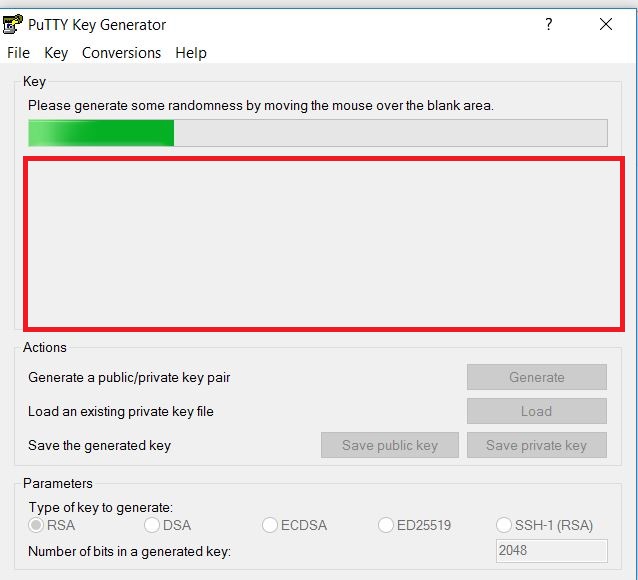 PuTTY Key Generator ?
File Key Conversions Help
Key
Please generate some randomness by moving the mouse over the blank area.
Actions
Generate a public/private key pair Generate
Load an existing private key file Load
Save the generated key Save public key Save private key
Parameters
Type of key to generate:
RSA DSA ECDSA ED25519 SSH-1 (RSA)
Number of bits in a generated key: 2048